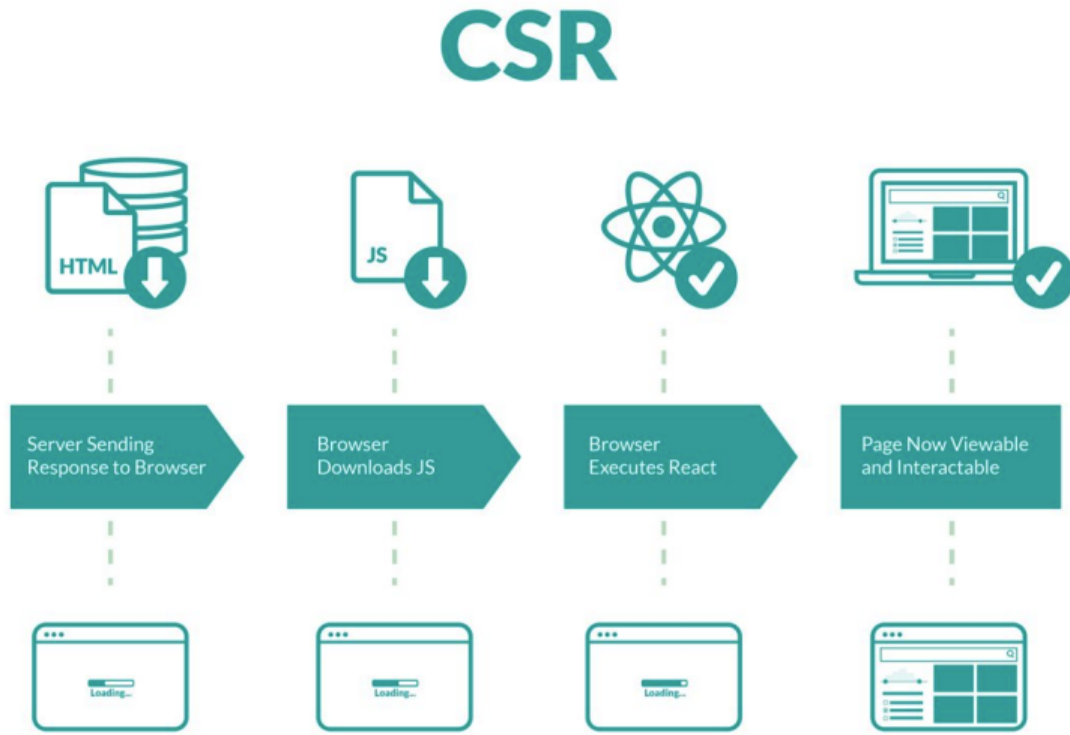 CSR
HTML
JS
Server Sending
Response to Browser
Browser
Downloads JS
Browser
Executes React
Page Now Viewable
and Interactable
Loading...
Loading...
Loading...